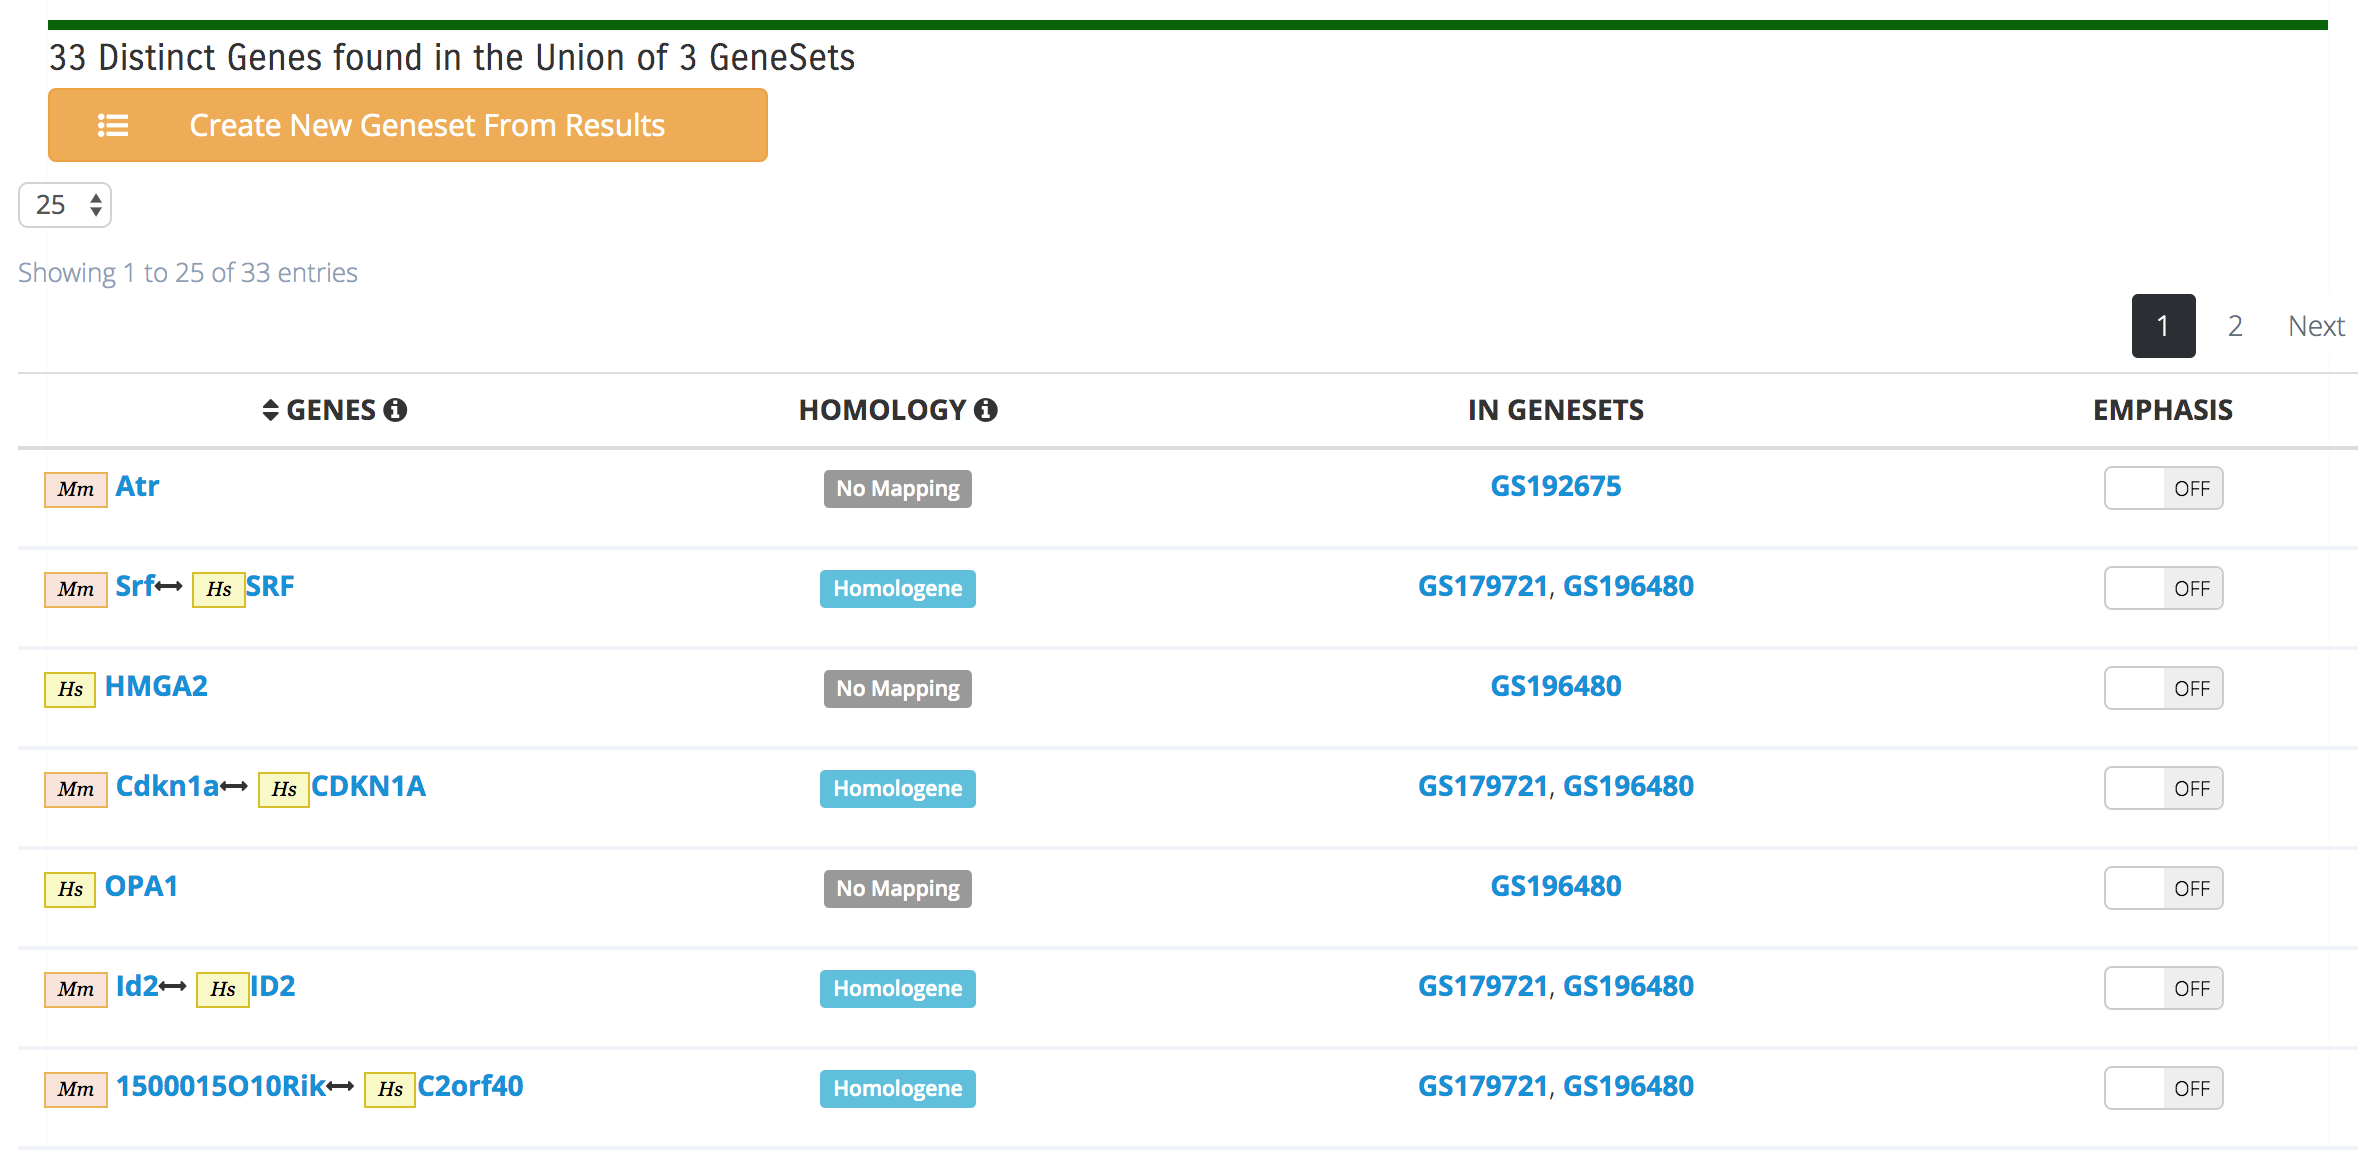 33 Distinct Genes found in the Union of 3 GeneSets
Create New Geneset From Results
25
Showing 1 to 25 of 33 entries
1 2 Next
GENES HOMOLOGY IN GENESETS EMPHASIS
Mm Atr No Mapping GS192675 OFF
Mm Srf↔ Hs SRF Homologene GS179721, GS196480 OFF
Hs HMGA2 No Mapping GS196480 OFF
Mm Cdkn1a↔ Hs CDKN1A Homologene GS179721, GS196480 OFF
Hs OPA1 No Mapping GS196480 OFF
Mm Id2↔ Hs ID2 Homologene GS179721, GS196480 OFF
Mm 1500015O10Rik↔ Hs C2orf40 Homologene GS179721, GS196480 OFF